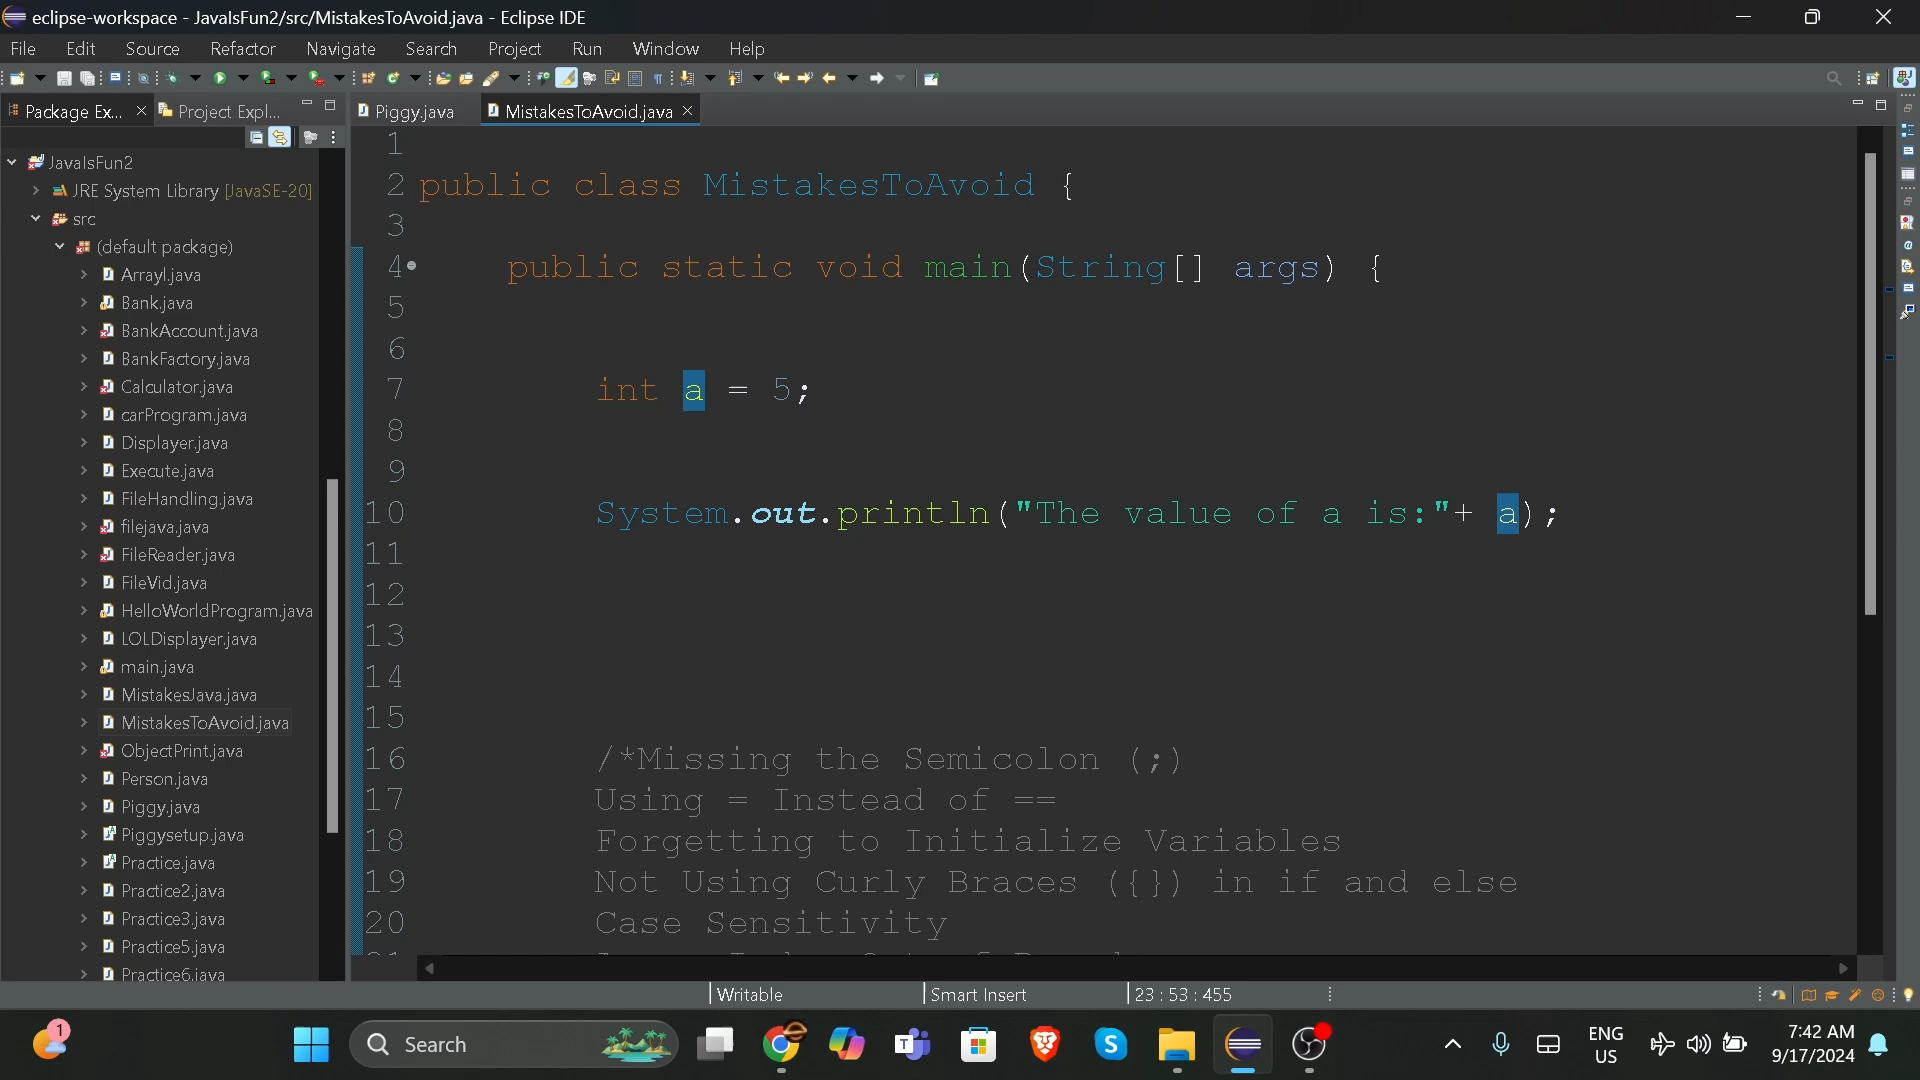 eclipse-workspace - JavaIsFun2/src/MistakesToAvoid.java - Eclipse IDE
File Edit Source Refactor Navigate Search Project Run Window Help
Package Ex... Project Expl... Piggy.java MistakesToAvoid.java
JavaIsFun2
JRE System Library [JavaSE-20]
src
(default package)
ArrayI.java
Bank.java
BankAccount.java
BankFactory.java
Calculator.java
carProgram.java
Displayer.java
Execute.java
FileHandling.java
filejava.java
FileReader.java
FileVid.java
HelloWorldProgram.java
LOLDisplayer.java
main.java
MistakesJava.java
MistakesToAvoid.java
ObjectPrint.java
Person.java
Piggy.java
Piggysetup.java
Practice.java
Practice2.java
Practice3.java
Practice5.java
Practice6.java
1
2 public class MistakesToAvoid {
3
4 public static void main(String[] args) {
5
6
7 int a = 5;
8
9
10 System.out.println("The value of a is:"+ a);
11
12
13
14
15
16 /*Missing the Semicolon (;)
17 Using = Instead of ==
18 Forgetting to Initialize Variables
19 Not Using Curly Braces ({}) in if and else
20 Case Sensitivity
Writable Smart Insert 23 : 53 : 455
1
Search
ENG
US
7:42 AM
9/17/2024